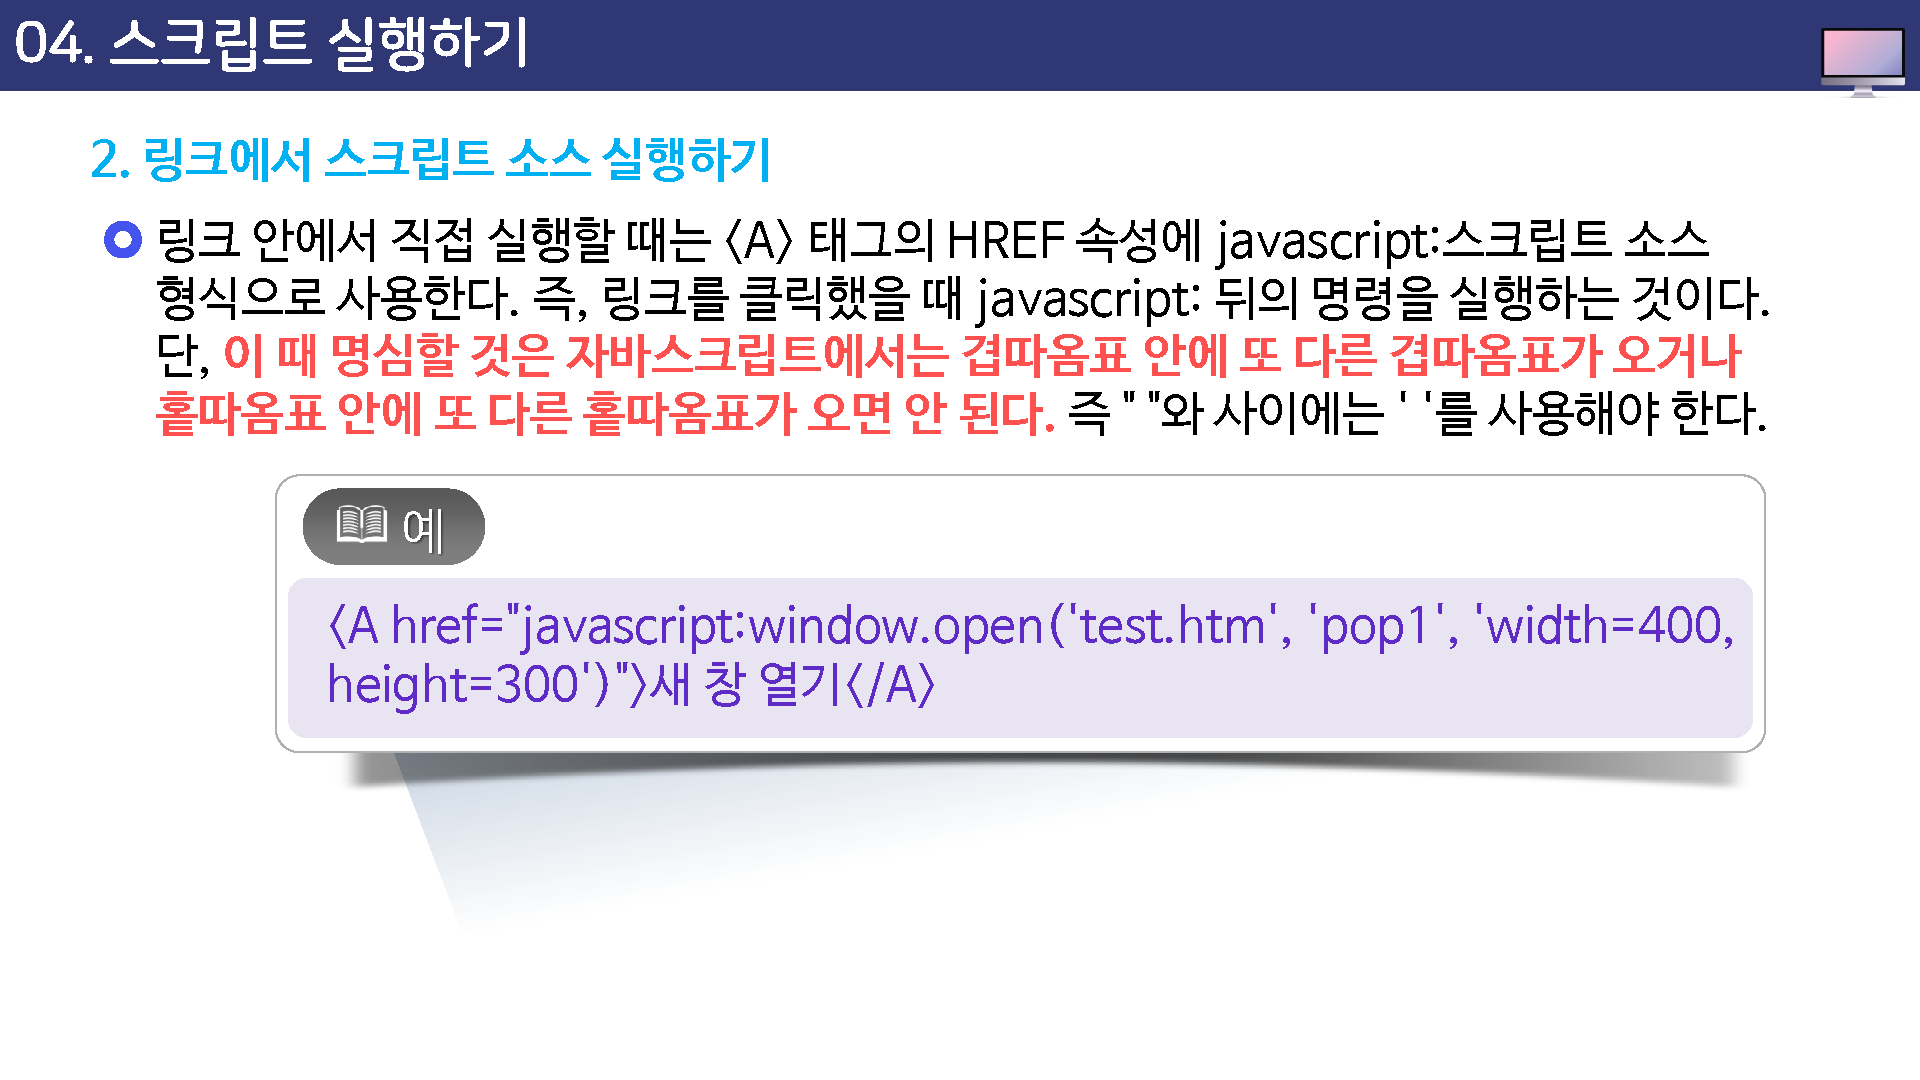 04. 스크립트 실행하기
2. 링크에서 스크립트 소스 실행하기
링크 안에서 직접 실행할 때는 <A> 태그의 HREF 속성에 javascript:스크립트 소스
형식으로 사용한다. 즉, 링크를 클릭했을 때 javascript: 뒤의 명령을 실행하는 것이다.
단, 이 때 명심할 것은 자바스크립트에서는 겹따옴표 안에 또 다른 겹따옴표가 오거나
홑따옴표 안에 또 다른 홑따옴표가 오면 안 된다. 즉 " "와 사이에는 ' '를 사용해야 한다.
예
<A href="javascript:window.open('test.htm', 'pop1', 'width=400,
height=300')">새 창 열기</A>